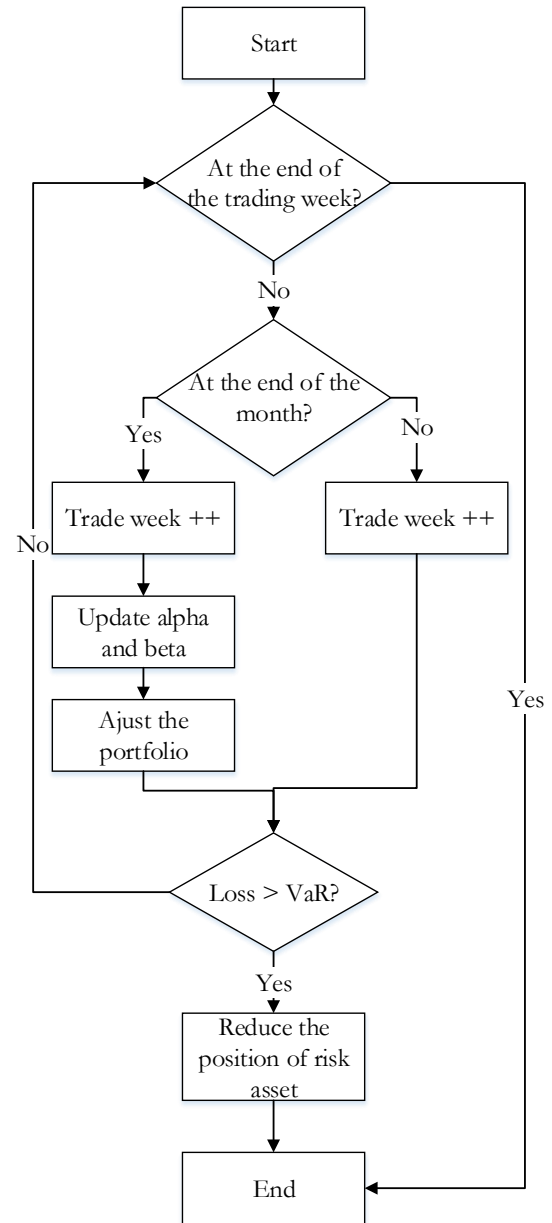 Start
At the end of
the trading week?
No
At the end of the
month?
Yes
No
Trade week ++
Trade week ++
No
Update alpha
and beta
Ajust the
portfolio
Yes
Loss > VaR?
Yes
Reduce the
position of risk
asset
End